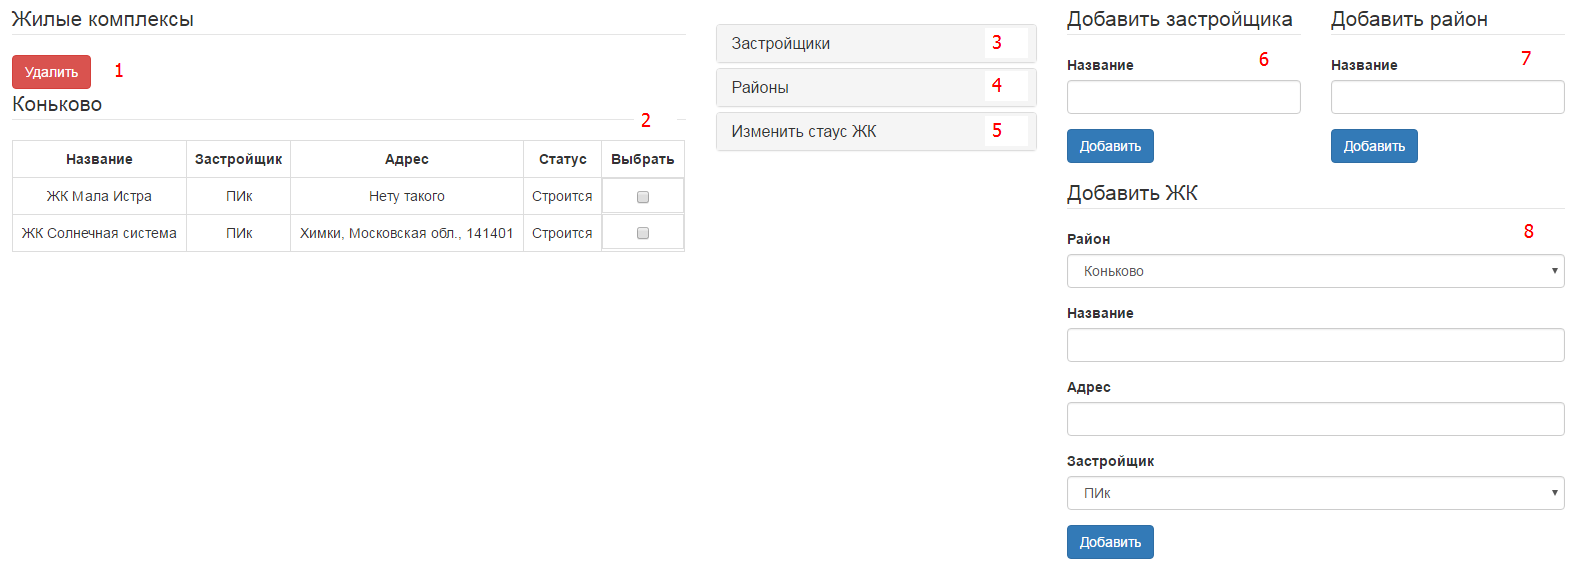 Жилые комплексы
Удалить 1
Коньково
2
Название Застройщик Адрес Статус Выбрать
ЖК Мала Истра ПИк Нету такого Строится
ЖК Солнечная система ПИк Химки, Московская обл., 141401 Строится
Застройщики 3
Районы 4
Изменить стаус ЖК 5
Добавить застройщика
6
Название
Добавить
Добавить район
7
Название
Добавить
Добавить ЖК
8
Район
Коньково
Название
Адрес
Застройщик
ПИк
Добавить